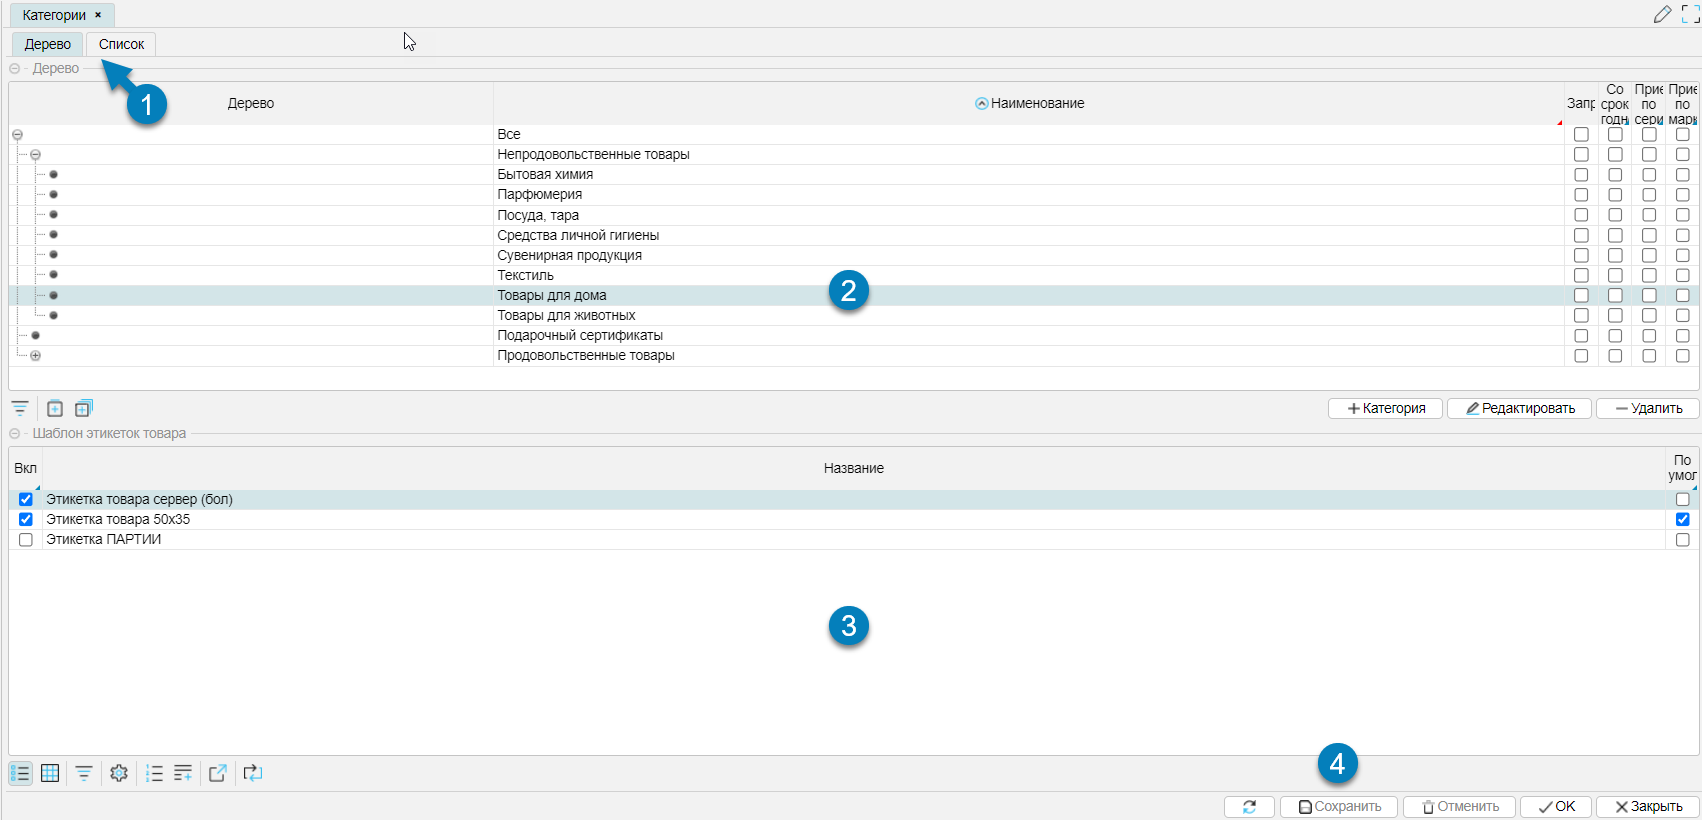 Категории ×
Дерево Список
Дерево
1
Дерево Наименование Запр Со срок годн Прие по сери Прие по марк
Все
Непродовольственные товары
Бытовая химия
Парфюмерия
Посуда, тара
Средства личной гигиены
Сувенирная продукция
Текстиль
Товары для дома
2
Товары для животных
Подарочный сертификаты
Продовольственные товары
Категория Редактировать Удалить
Шаблон этикеток товара
Вкл Название По умол
Этикетка товара сервер (бол)
Этикетка товара 50х35
Этикетка ПАРТИИ
3
4
Сохранить Отменить OK Закрыть